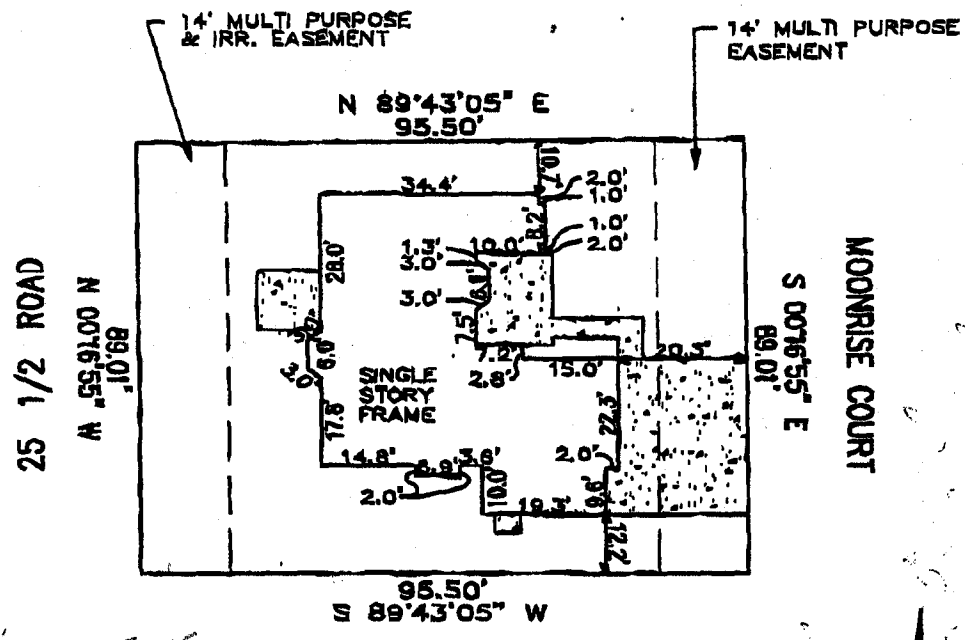 14' MULTI PURPOSE
& IRR. EASEMENT
14' MULTI PURPOSE
EASEMENT
N 89°43'05" E
95.50'
10.7'
2.0'
1.0'
34.4'
8.2'
1.0'
2.0'
1.3'
10.0'
3.0'
28.0'
3.0'
7.5'
6.0'
3.0'
7.2'
2.8'
15.0'
20.3'
SINGLE
STORY
FRAME
22.3'
17.8'
14.8'
3.6'
2.0'
2.0'
10.0'
9.6'
19.3'
12.2'
25 1/2 ROAD
N 00°16'55" W
89.01'
MOONRISE COURT
S 00°16'55" E
89.01'
95.50'
S 89°43'05" W